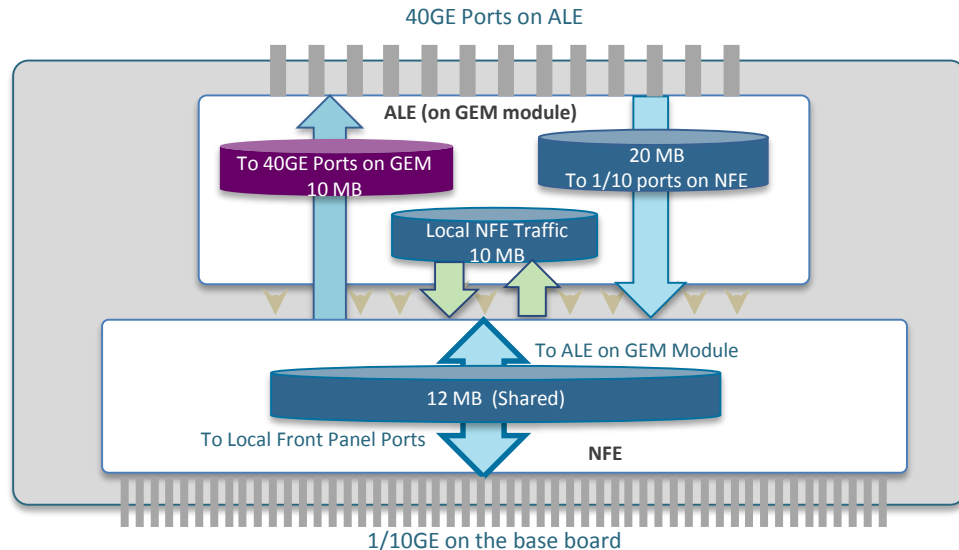 40GE Ports on ALE
ALE (on GEM module)
To 40GE Ports on GEM
10 MB
20 MB
To 1/10 ports on NFE
Local NFE Traffic
10 MB
To ALE on GEM Module
12 MB (Shared)
To Local Front Panel Ports
NFE
1/10GE on the base board